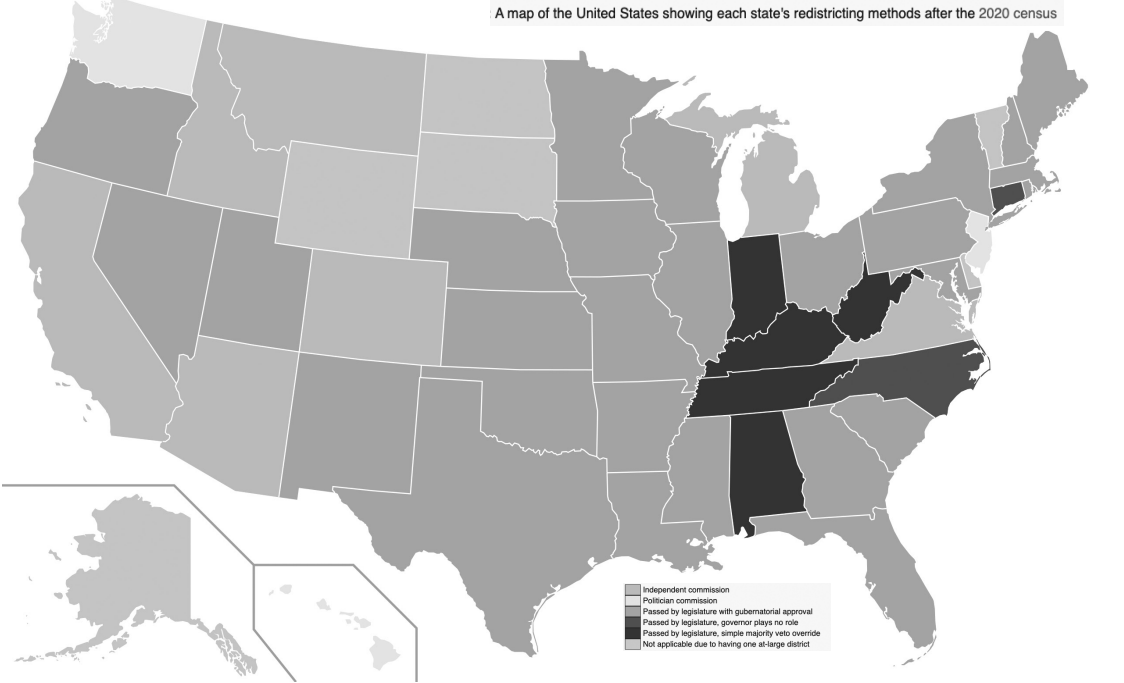 A map of the United States showing each state's redistricting methods after the 2020 census
Independent commission
Politician commission
Passed by legislature with gubernatorial approval
Passed by legislature, governor plays no role
Passed by legislature, simple majority veto override
Not applicable due to having one at-large district